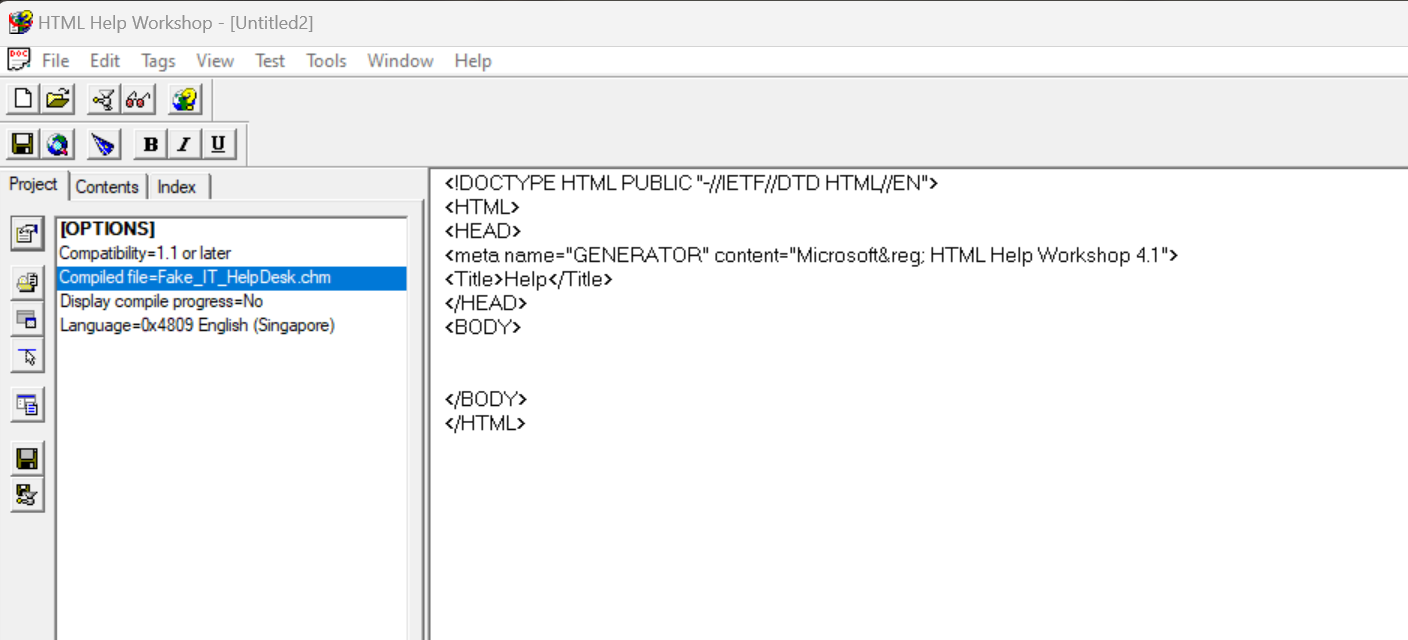 HTML Help Workshop - [Untitled2]
DOC File Edit Tags View Test Tools Window Help
B I U
Project Contents Index
[OPTIONS]
Compatibility=1.1 or later
Compiled file=Fake_IT_HelpDesk.chm
Display compile progress=No
Language=0x4809 English (Singapore)
<!DOCTYPE HTML PUBLIC "-//IETF//DTD HTML//EN">
<HTML>
<HEAD>
<meta name="GENERATOR" content="Microsoft&reg; HTML Help Workshop 4.1">
<Title>Help</Title>
</HEAD>
<BODY>
</BODY>
</HTML>